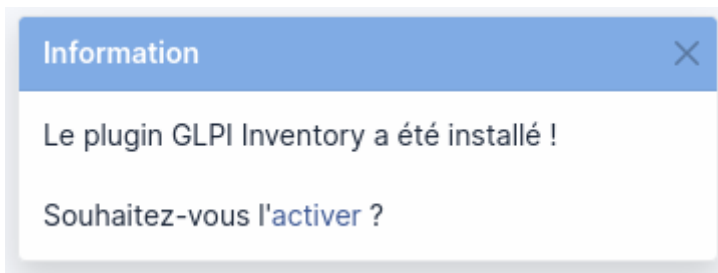 Information
Le plugin GLPI Inventory a été installé !
Souhaitez-vous l'activer ?